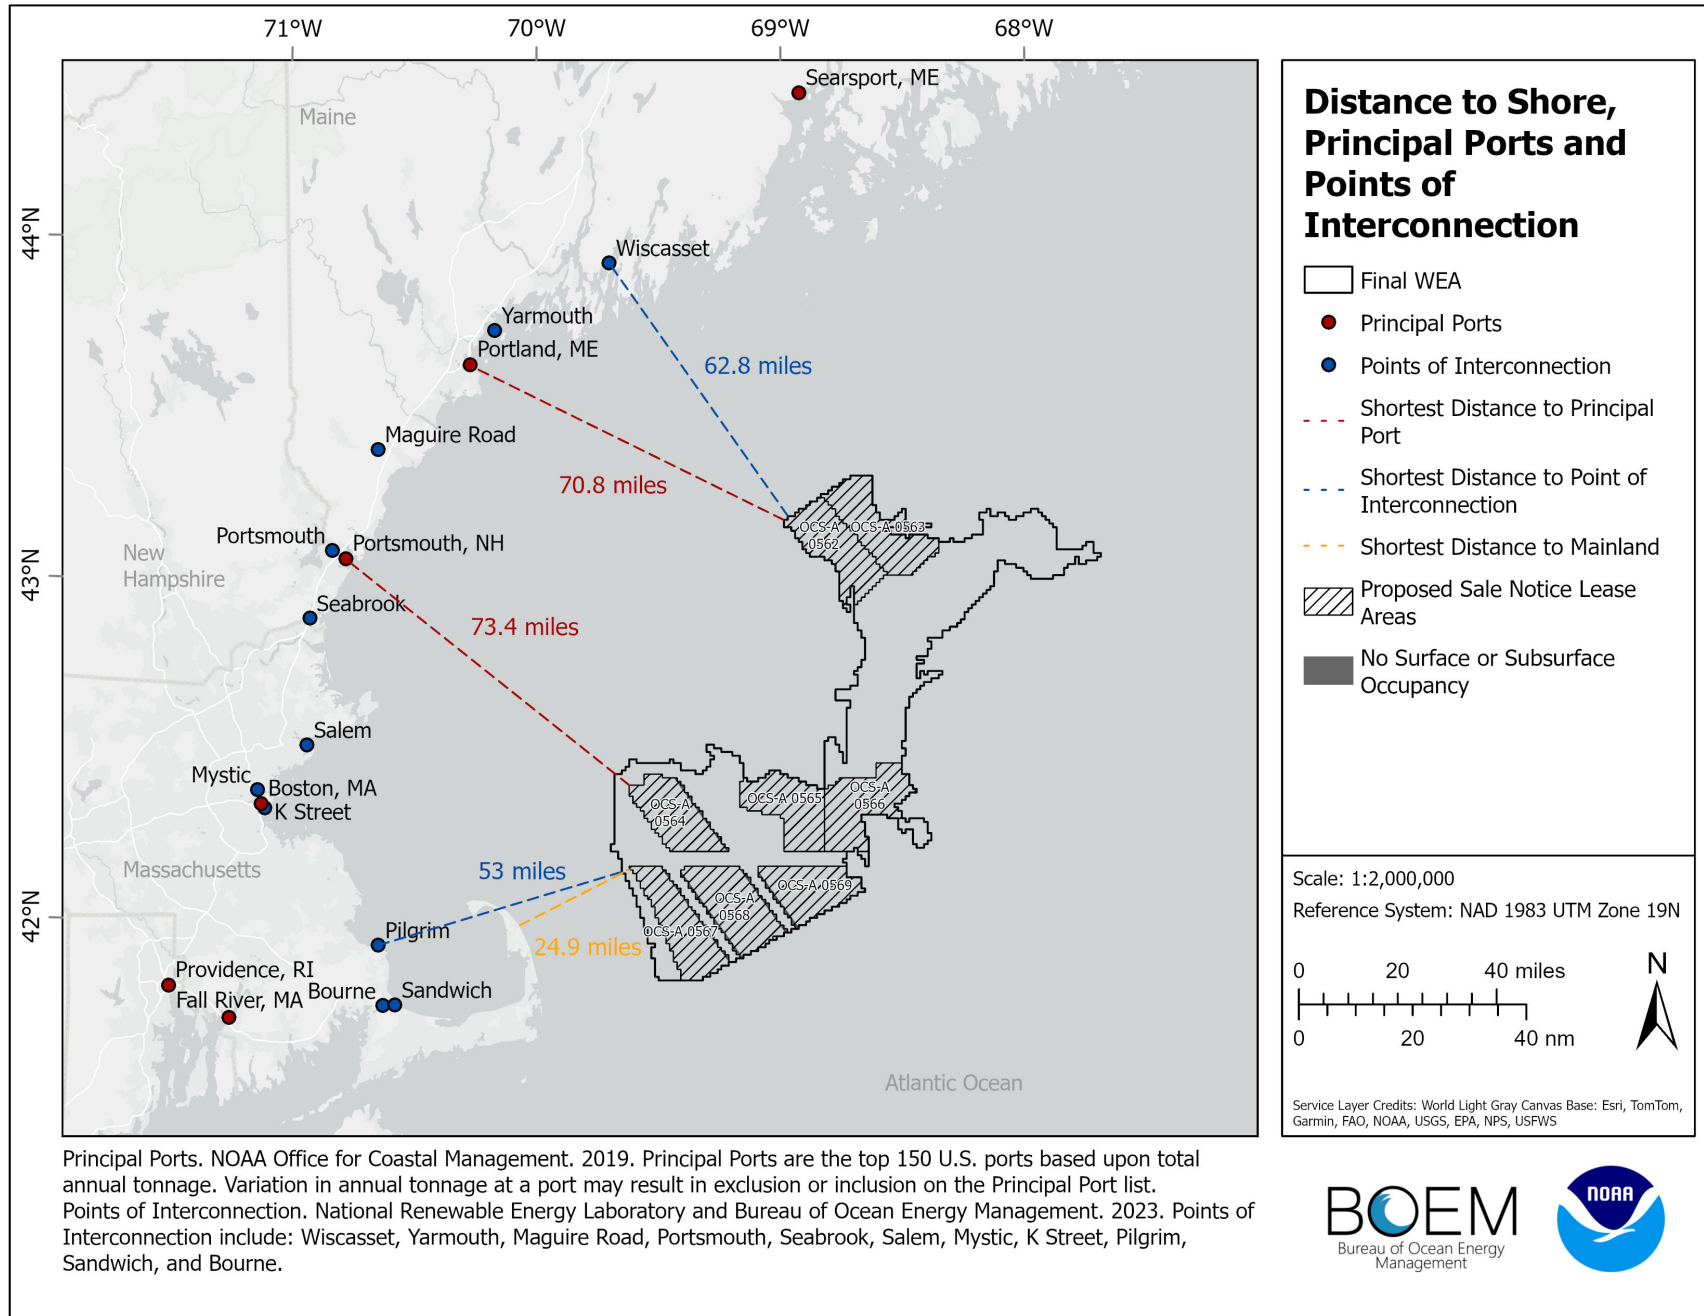 71°W
70°W
69°W
68°W
44°N
43°N
42°N
Searsport, ME
Maine
Wiscasset
Yarmouth
Portland, ME
62.8 miles
Maguire Road
70.8 miles
Portsmouth
Portsmouth, NH
New
Hampshire
OCS-A
0562
OCS-A 0563
Seabrook
73.4 miles
Salem
Mystic
Boston, MA
K Street
OCS-A
0564
OCS-A 0565
OCS-A
0566
Massachusetts
53 miles
OCS-A 0569
OCS-A
0568
OCS-A 0567
Pilgrim
24.9 miles
Providence, RI
Fall River, MA
Bourne
Sandwich
Atlantic Ocean
Distance to Shore,
Principal Ports and
Points of
Interconnection
Final WEA
Principal Ports
Points of Interconnection
Shortest Distance to Principal
Port
Shortest Distance to Point of
Interconnection
Shortest Distance to Mainland
Proposed Sale Notice Lease
Areas
No Surface or Subsurface
Occupancy
Scale: 1:2,000,000
Reference System: NAD 1983 UTM Zone 19N
0 20 40 miles
0 20 40 nm
N
Service Layer Credits: World Light Gray Canvas Base: Esri, TomTom,
Garmin, FAO, NOAA, USGS, EPA, NPS, USFWS
Principal Ports. NOAA Office for Coastal Management. 2019. Principal Ports are the top 150 U.S. ports based upon total
annual tonnage. Variation in annual tonnage at a port may result in exclusion or inclusion on the Principal Port list.
Points of Interconnection. National Renewable Energy Laboratory and Bureau of Ocean Energy Management. 2023. Points of
Interconnection include: Wiscasset, Yarmouth, Maguire Road, Portsmouth, Seabrook, Salem, Mystic, K Street, Pilgrim,
Sandwich, and Bourne.
BOEM
Bureau of Ocean Energy
Management
NOAA